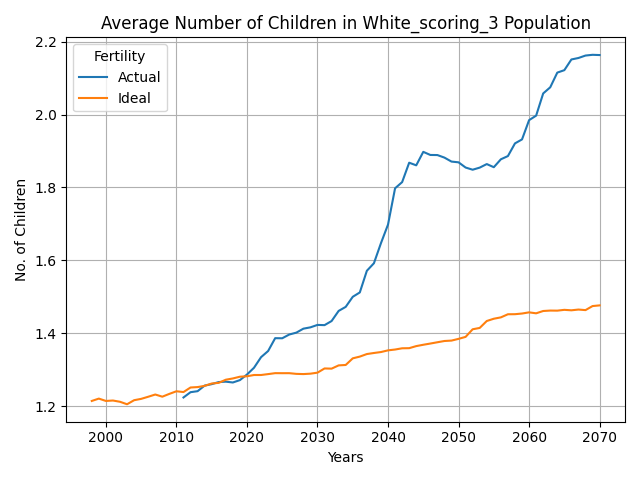 Average Number of Children in White_scoring_3 Population
Fertility
Actual
Ideal
No. of Children
2.2
2.0
1.8
1.6
1.4
1.2
2000 2010 2020 2030 2040 2050 2060 2070
Years